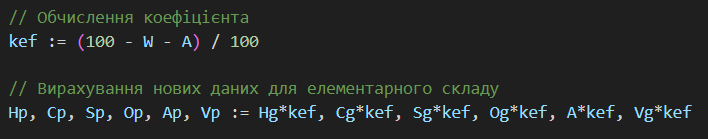 // Обчислення коефіцієнта
kef := (100 - W - A) / 100
// Вирахування нових даних для елементарного складу
Hp, Cp, Sp, Op, Ap, Vp := Hg*kef, Cg*kef, Sg*kef, Og*kef, A*kef, Vg*kef